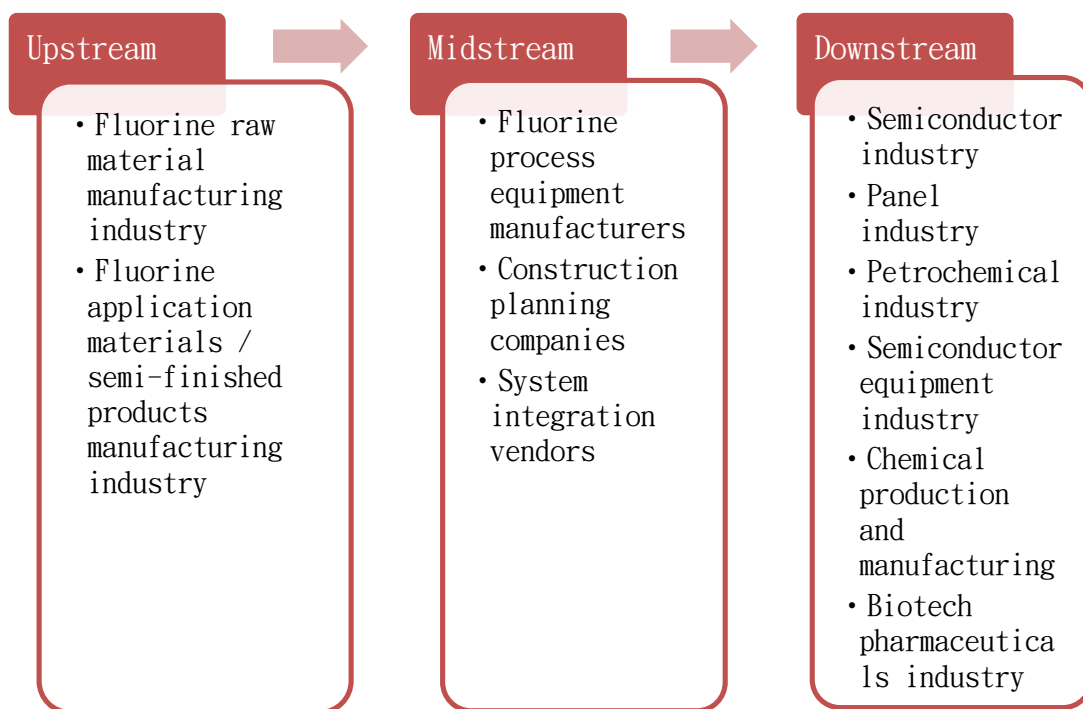 Upstream
・Fluorine raw
material
manufacturing
industry
・Fluorine
application
materials /
semi-finished
products
manufacturing
industry
Midstream
・Fluorine
process
equipment
manufacturers
・Construction
planning
companies
・System
integration
vendors
Downstream
・Semiconductor
industry
・Panel
industry
・Petrochemical
industry
・Semiconductor
equipment
industry
・Chemical
production
and
manufacturing
・Biotech
pharmaceutica
ls industry